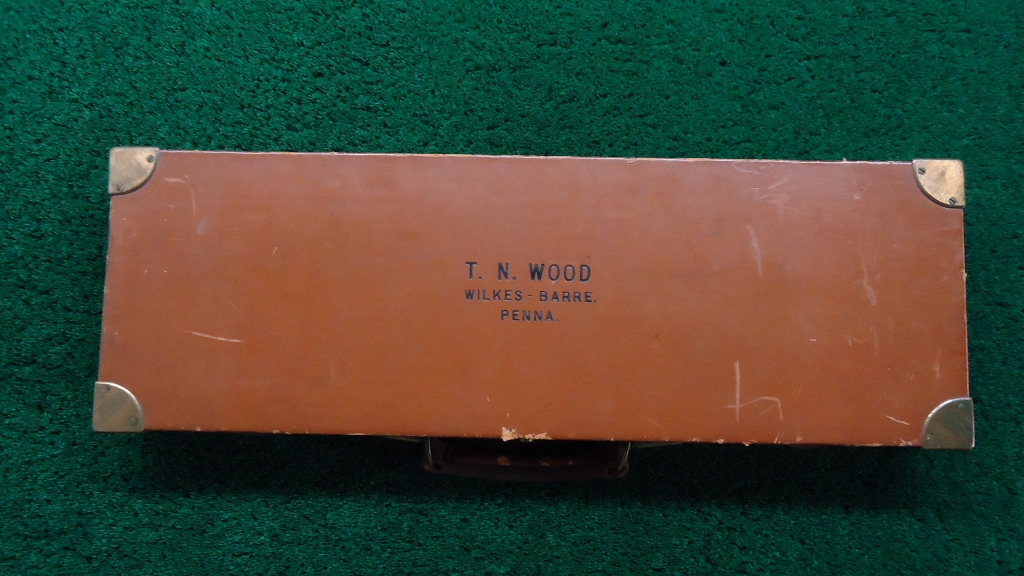 T. N. WOOD
WILKES-BARRE.
PENNA.